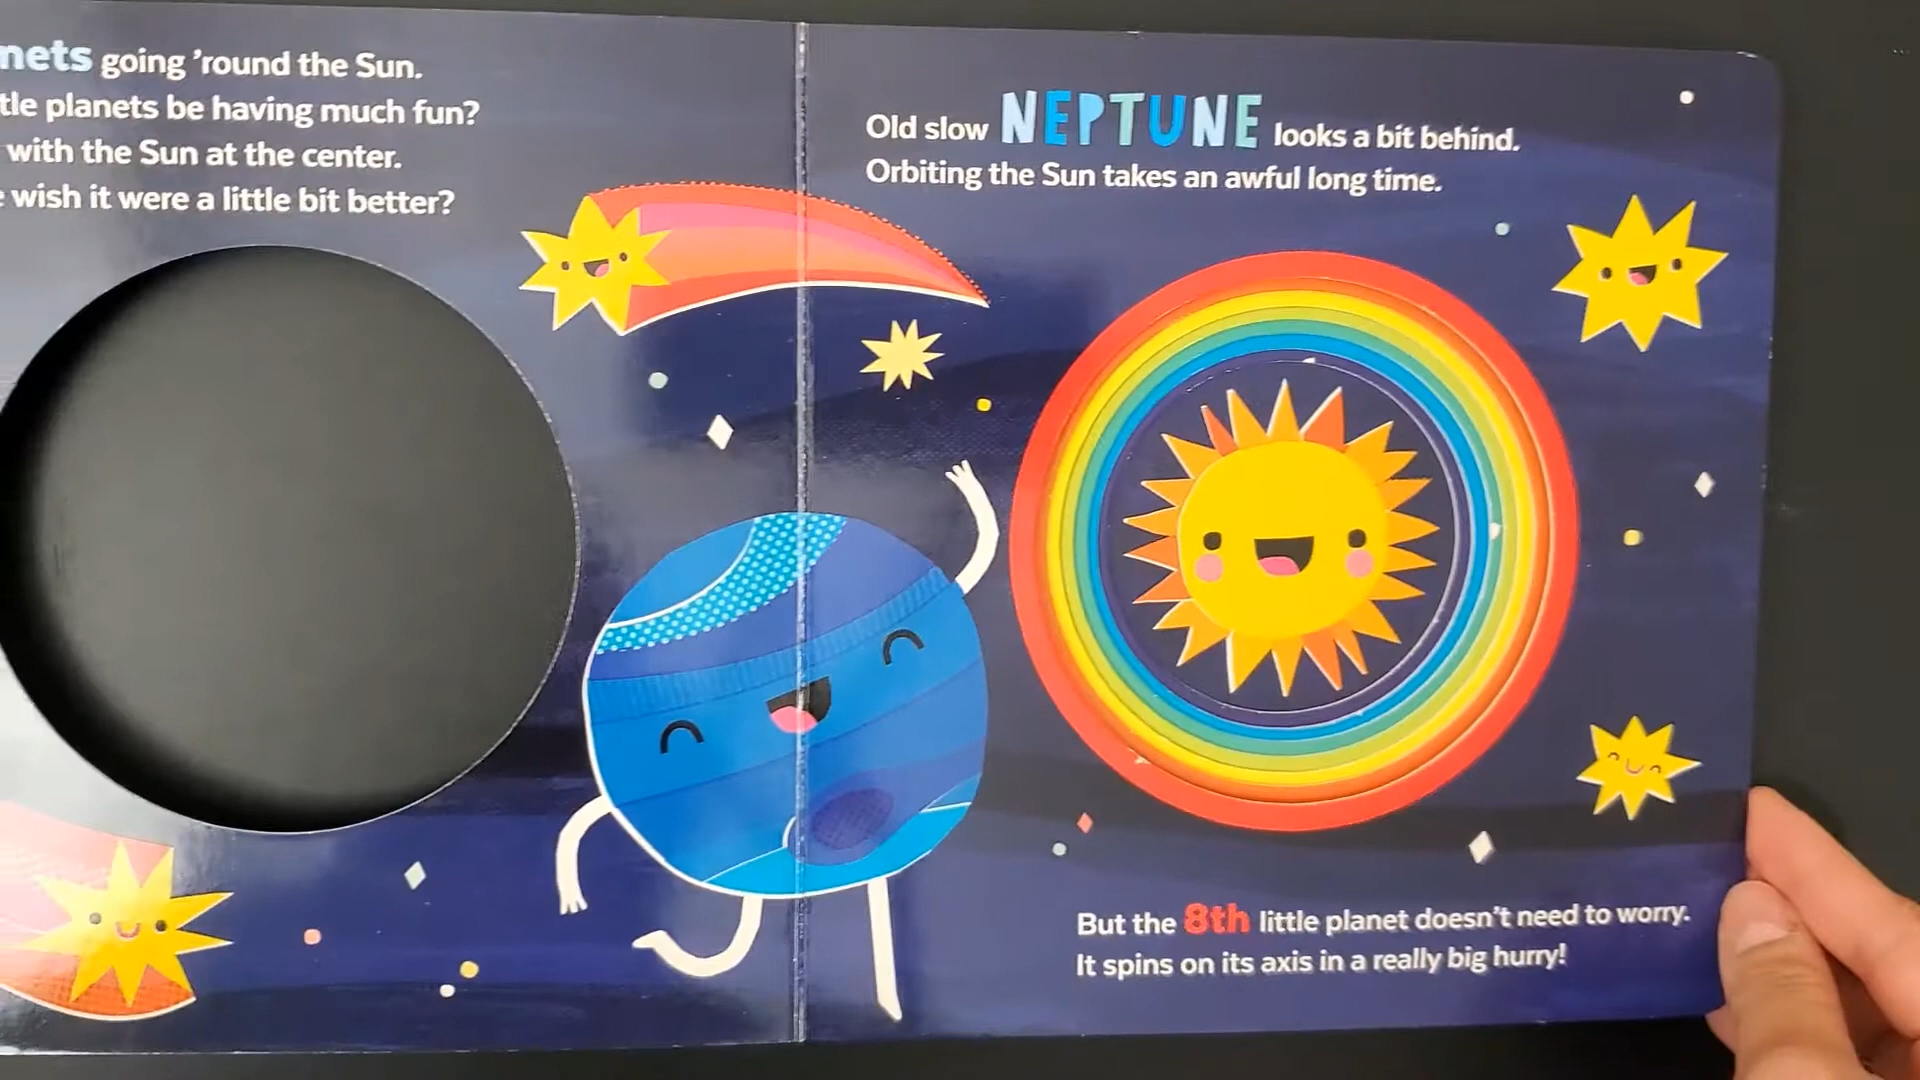 going 'round the Sun.
planets be having much fun?
with the Sun at the center.
wish it were a little bit better?
Old slow NEPTUNE looks a bit behind.
Orbiting the Sun takes an awful long time.
But the 8th little planet doesn't need to worry.
It spins on its axis in a really big hurry!